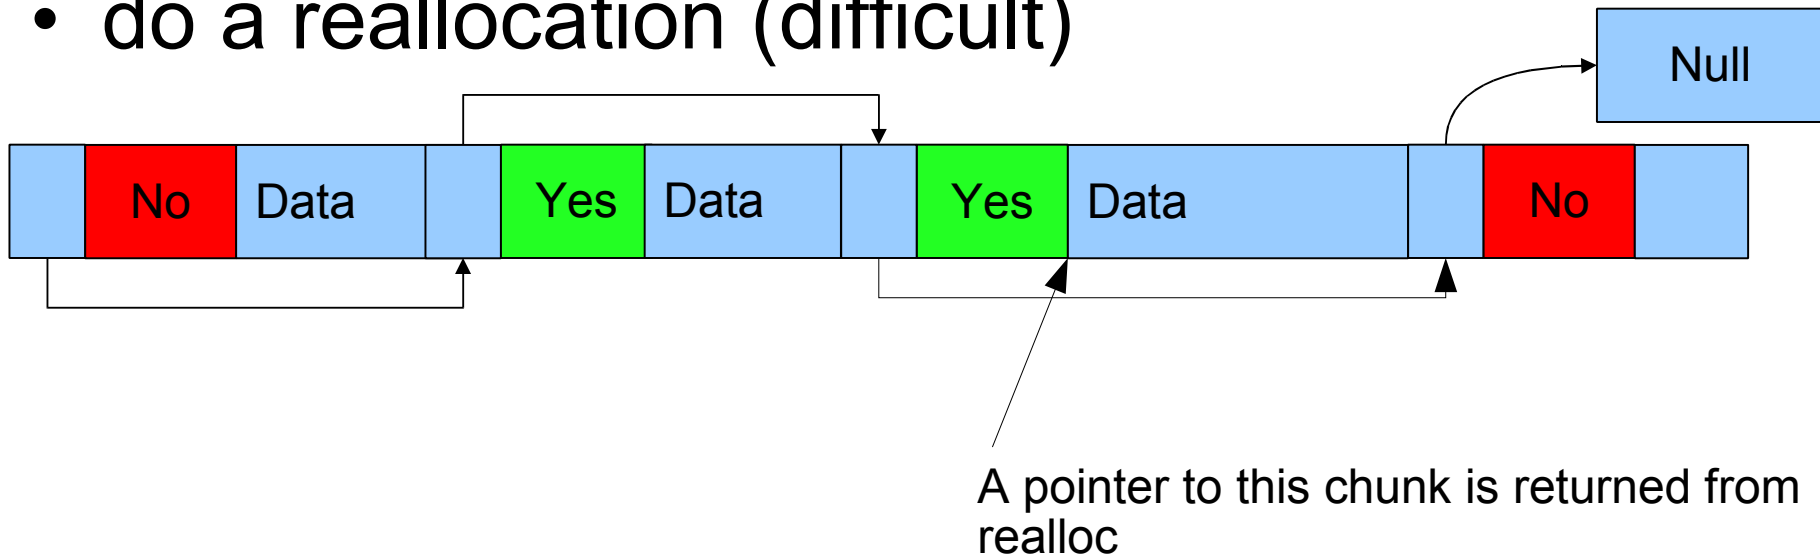 • do a reallocation (difficult)
Null
No Data Yes Data Yes Data No
A pointer to this chunk is returned from
realloc